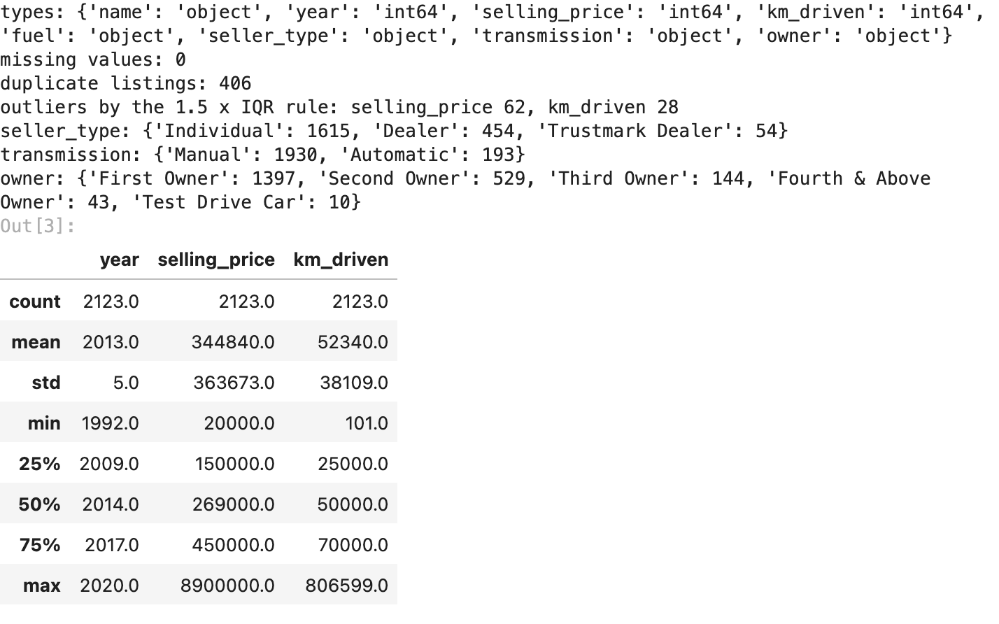 types: {'name': 'object', 'year': 'int64', 'selling_price': 'int64', 'km_driven': 'int64',
'fuel': 'object', 'seller_type': 'object', 'transmission': 'object', 'owner': 'object'}
missing values: 0
duplicate listings: 406
outliers by the 1.5 x IQR rule: selling_price 62, km_driven 28
seller_type: {'Individual': 1615, 'Dealer': 454, 'Trustmark Dealer': 54}
transmission: {'Manual': 1930, 'Automatic': 193}
owner: {'First Owner': 1397, 'Second Owner': 529, 'Third Owner': 144, 'Fourth & Above
Owner': 43, 'Test Drive Car': 10}
Out[3]:
year selling_price km_driven
count 2123.0 2123.0 2123.0
mean 2013.0 344840.0 52340.0
std 5.0 363673.0 38109.0
min 1992.0 20000.0 101.0
25% 2009.0 150000.0 25000.0
50% 2014.0 269000.0 50000.0
75% 2017.0 450000.0 70000.0
max 2020.0 8900000.0 806599.0